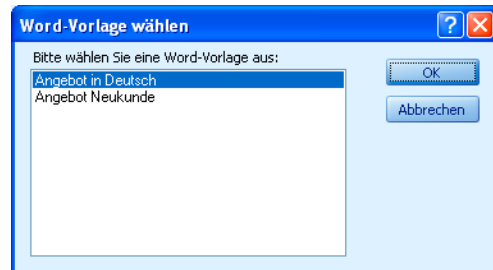 Word-Vorlage wählen
Bitte wählen Sie eine Word-Vorlage aus:
Angebot in Deutsch
Angebot Neukunde
OK
Abbrechen